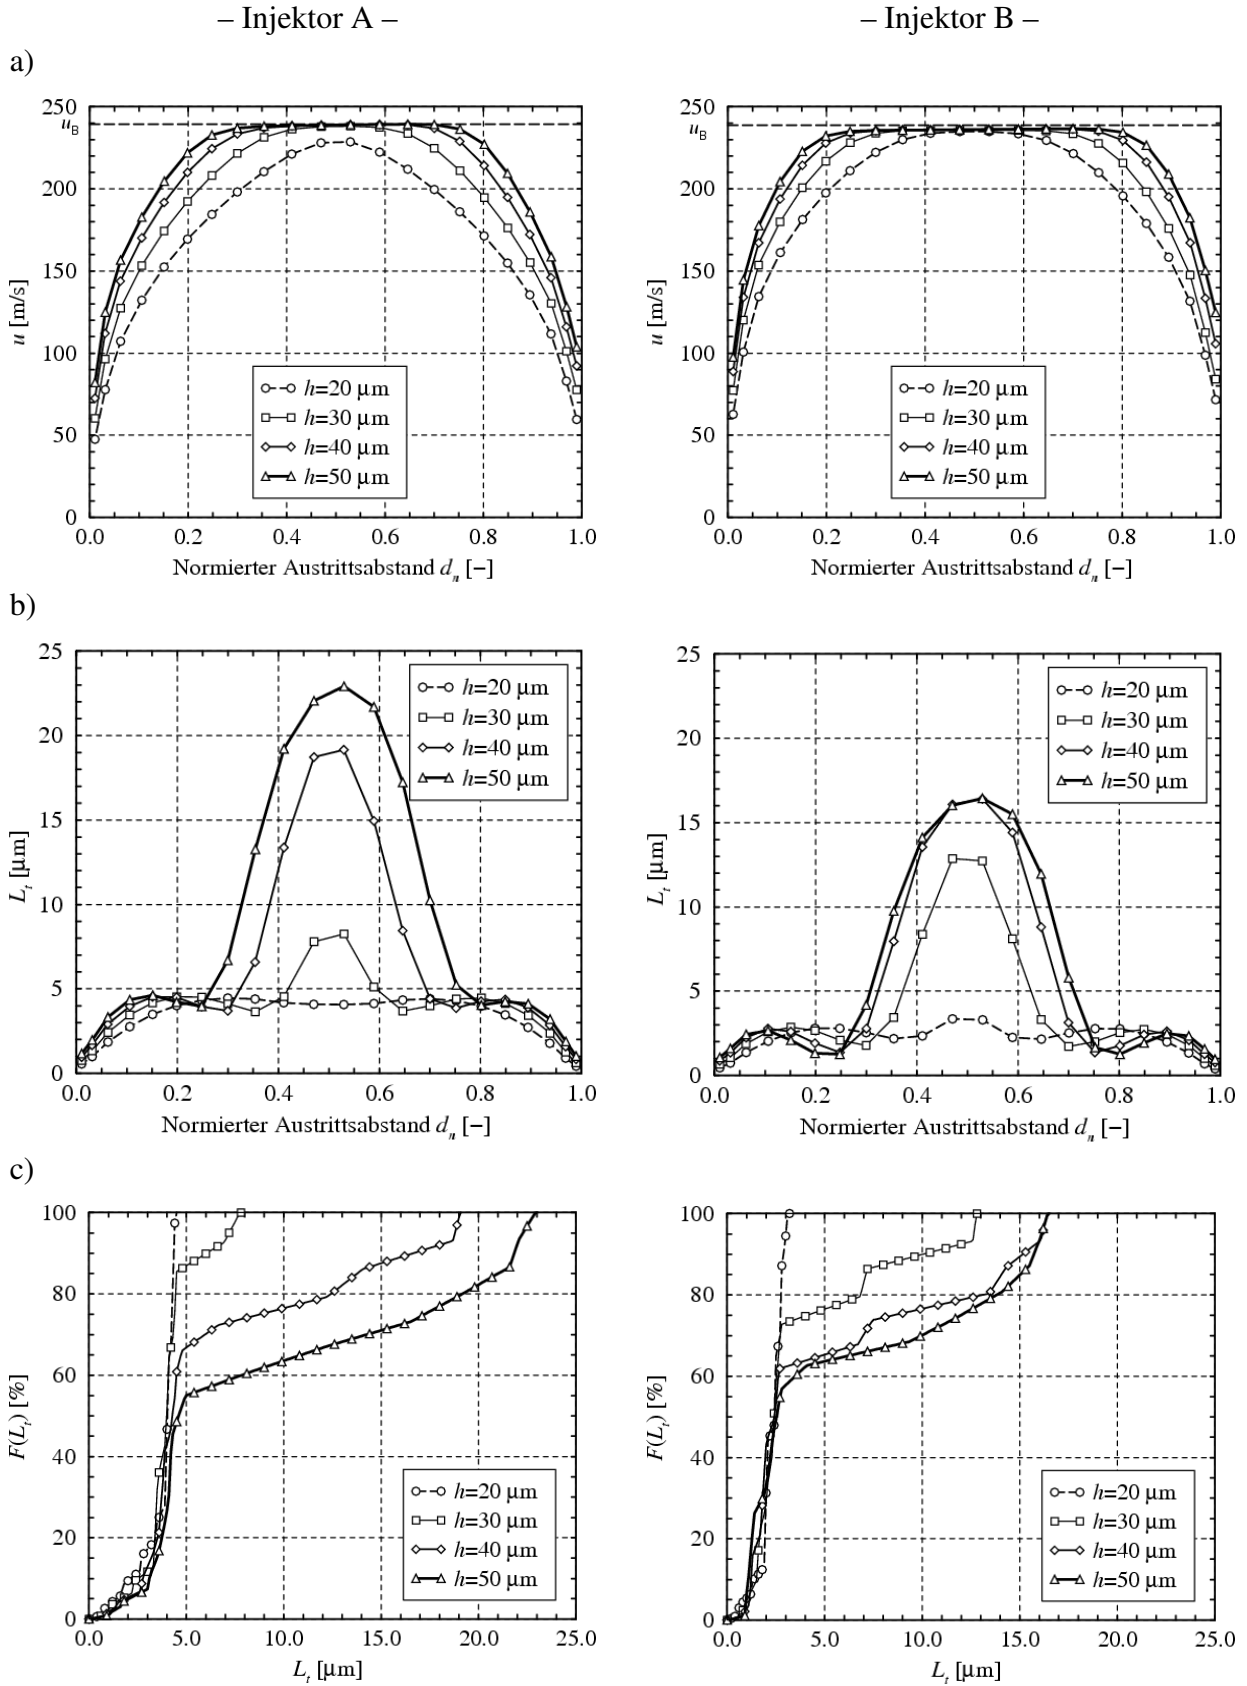 – Injektor A –
– Injektor B –
a)
250
u_B
200
150
100
50
0
u [m/s]
h=20 µm
h=30 µm
h=40 µm
h=50 µm
0.0 0.2 0.4 0.6 0.8 1.0
Normierter Austrittsabstand d_n [–]
250
u_B
200
150
100
50
0
u [m/s]
h=20 µm
h=30 µm
h=40 µm
h=50 µm
0.0 0.2 0.4 0.6 0.8 1.0
Normierter Austrittsabstand d_n [–]
b)
25
20
15
10
5
0
L_t [µm]
h=20 µm
h=30 µm
h=40 µm
h=50 µm
0.0 0.2 0.4 0.6 0.8 1.0
Normierter Austrittsabstand d_n [–]
25
20
15
10
5
0
L_t [µm]
h=20 µm
h=30 µm
h=40 µm
h=50 µm
0.0 0.2 0.4 0.6 0.8 1.0
Normierter Austrittsabstand d_n [–]
c)
100
80
60
40
20
0
F(L_t) [%]
h=20 µm
h=30 µm
h=40 µm
h=50 µm
0.0 5.0 10.0 15.0 20.0 25.0
L_t [µm]
100
80
60
40
20
0
F(L_t) [%]
h=20 µm
h=30 µm
h=40 µm
h=50 µm
0.0 5.0 10.0 15.0 20.0 25.0
L_t [µm]